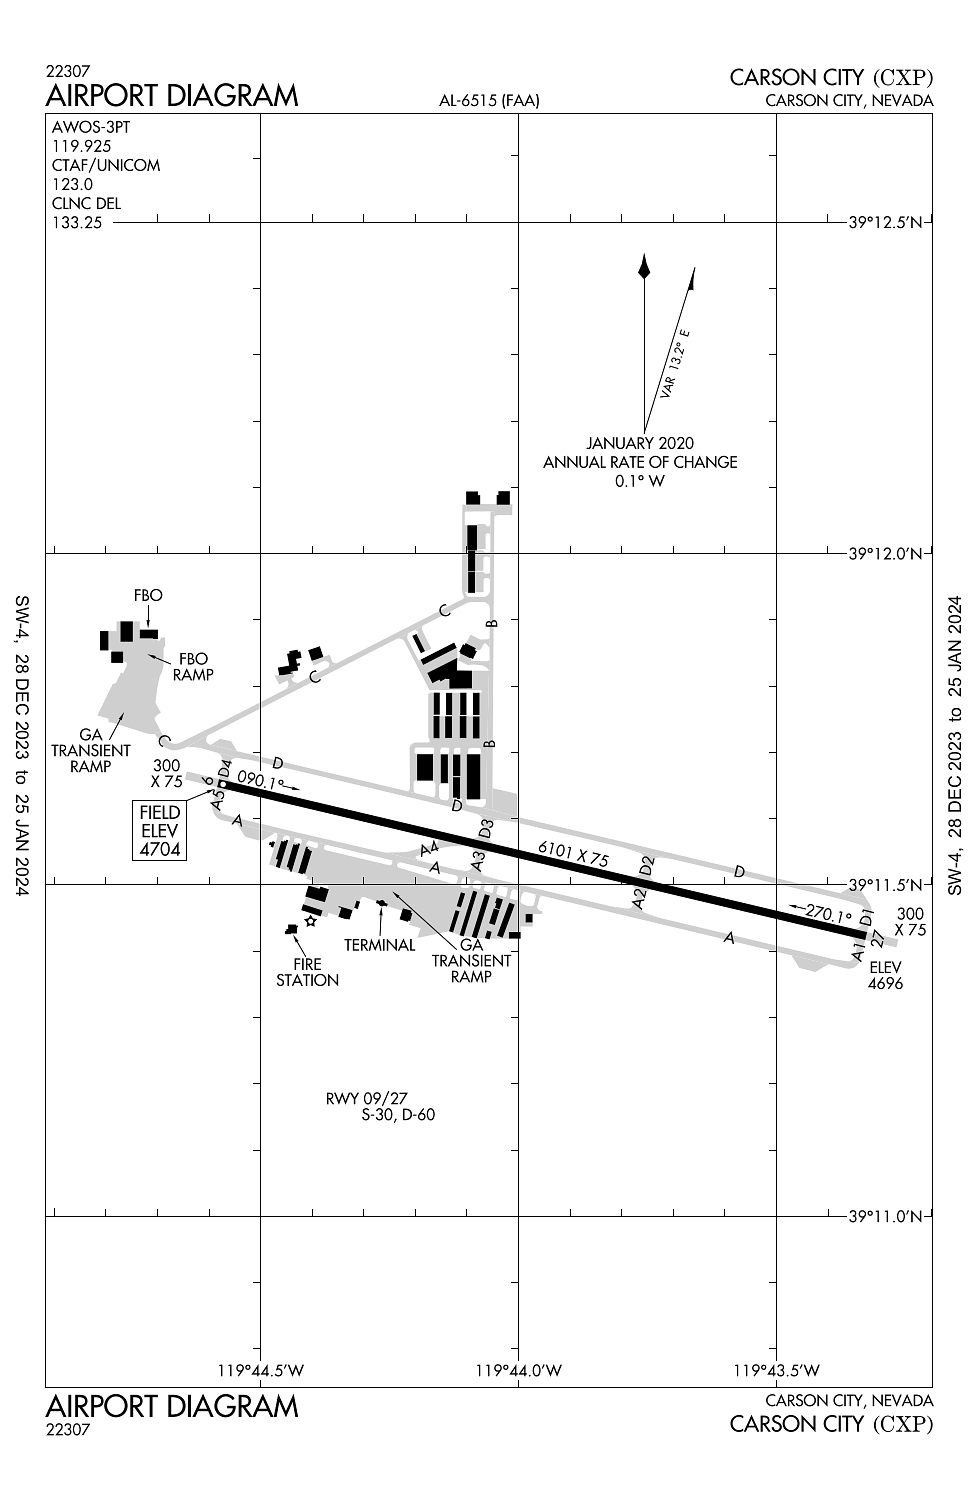 22307
AIRPORT DIAGRAM
AL-6515 (FAA)
CARSON CITY (CXP)
CARSON CITY, NEVADA
AWOS-3PT
119.925
CTAF/UNICOM
123.0
CLNC DEL
133.25
39°12.5'N
VAR 13.2° E
JANUARY 2020
ANNUAL RATE OF CHANGE
0.1° W
39°12.0'N
SW-4, 28 DEC 2023 to 25 JAN 2024
SW-4, 28 DEC 2023 to 25 JAN 2024
FBO
C
B
FBO
RAMP
C
GA
TRANSIENT
RAMP
C
B
300
X 75
D
D4
9
090.1°
A5
FIELD
ELEV
4704
A
D
D3
A4
A3
A
6101 X 75
D2
A2
D
39°11.5'N
270.1°
D1
300
X 75
A
A1
27
ELEV
4696
TERMINAL
GA
TRANSIENT
RAMP
FIRE
STATION
RWY 09/27
S-30, D-60
39°11.0'N
119°44.5'W
119°44.0'W
119°43.5'W
AIRPORT DIAGRAM
22307
CARSON CITY, NEVADA
CARSON CITY (CXP)